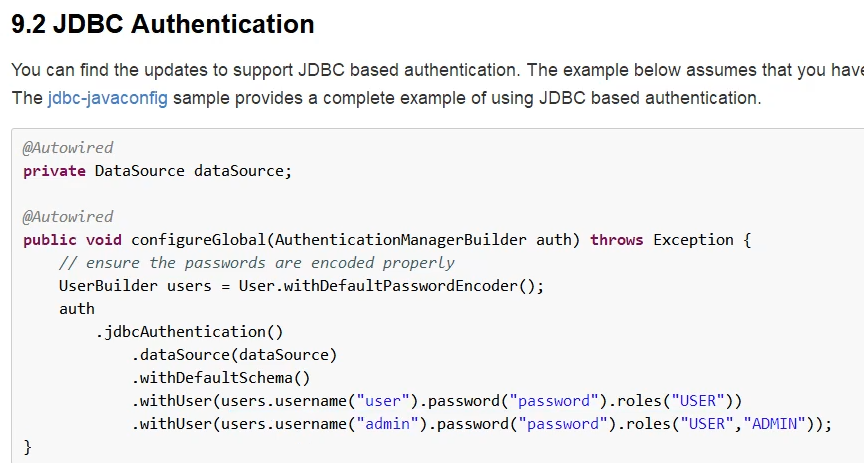 9.2 JDBC Authentication
You can find the updates to support JDBC based authentication. The example below assumes that you have
The jdbc-javaconfig sample provides a complete example of using JDBC based authentication.
@Autowired
private DataSource dataSource;
@Autowired
public void configureGlobal(AuthenticationManagerBuilder auth) throws Exception {
    // ensure the passwords are encoded properly
    UserBuilder users = User.withDefaultPasswordEncoder();
    auth
        .jdbcAuthentication()
            .dataSource(dataSource)
            .withDefaultSchema()
            .withUser(users.username("user").password("password").roles("USER"))
            .withUser(users.username("admin").password("password").roles("USER","ADMIN"));
}